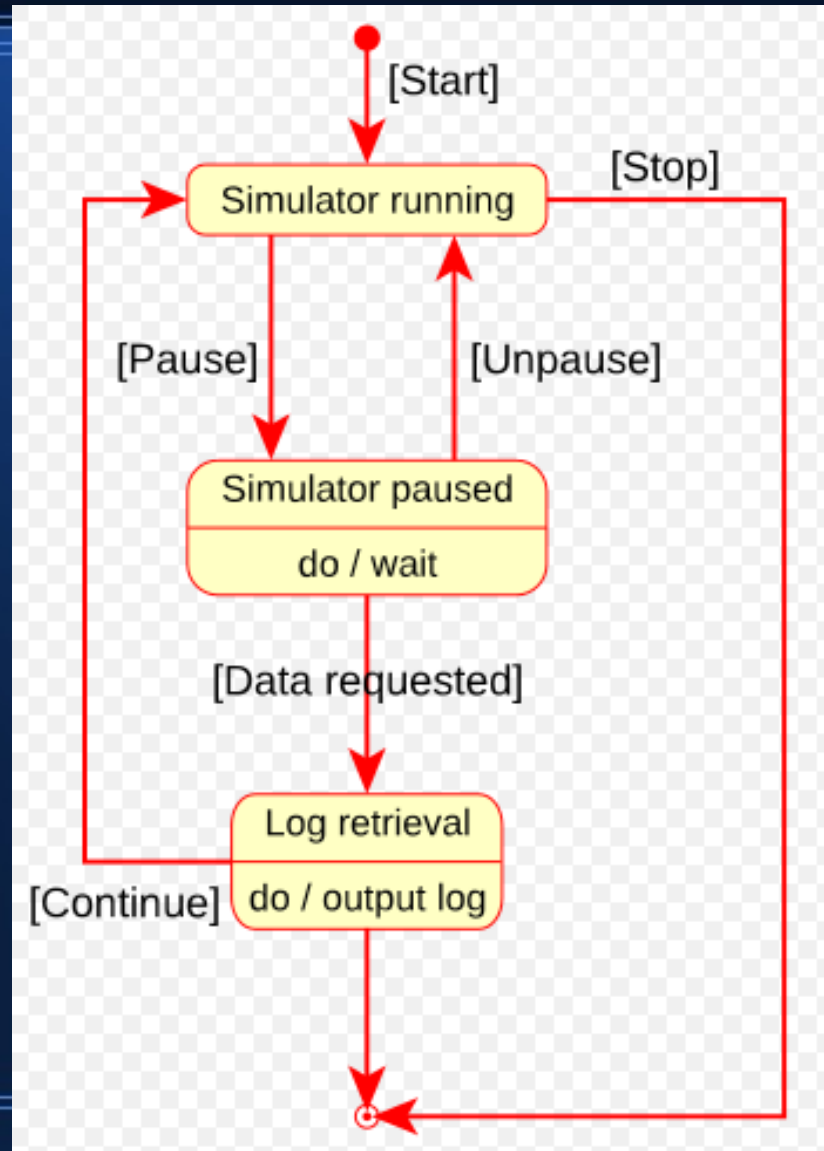 [Start]
[Stop]
Simulator running
[Pause]
[Unpause]
Simulator paused
do / wait
[Data requested]
Log retrieval
[Continue]
do / output log